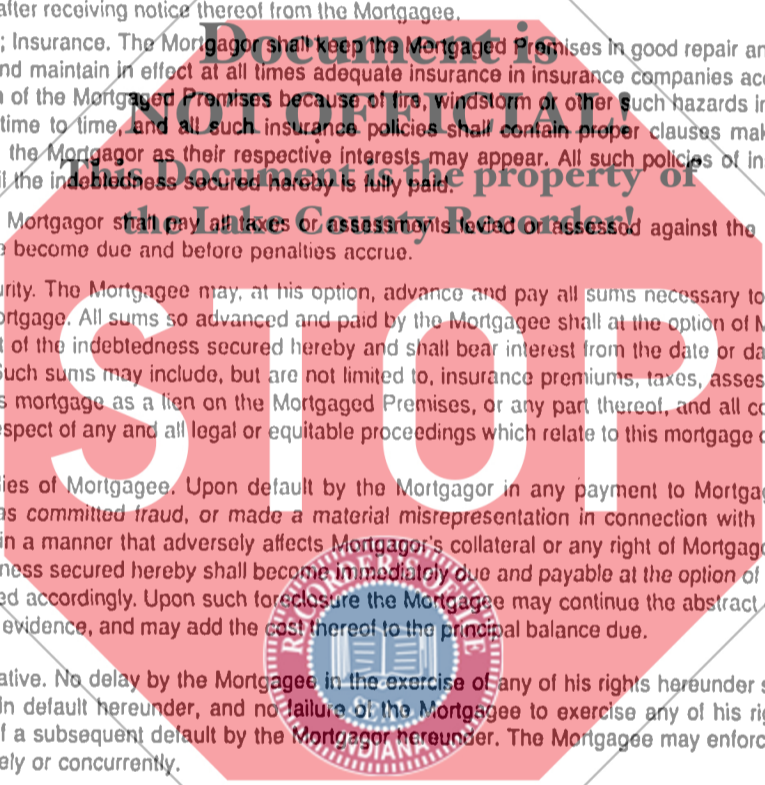 after receiving notice thereof from the Mortgagee.
Document is
; Insurance. The Mortgagor shall keep the Mortgaged Premises in good repair an
nd maintain in effect at all times adequate insurance in insurance companies acc
n of the Mortgaged Premises because of fire, windstorm or other such hazards in
NOT OFFICIAL!
time to time, and all such insurance policies shall contain proper clauses mak
the Mortgagor as their respective interests may appear. All such policies of in
This Document is the property of
il the indebtedness secured hereby is fully paid.
the Lake County Recorder!
Mortgagor shall pay all taxes or assessments levied or assessed against the
e become due and before penalties accrue.
STOP
urity. The Mortgagee may, at his option, advance and pay all sums necessary to
ortgage. All sums so advanced and paid by the Mortgagee shall at the option of M
t of the indebtedness secured hereby and shall bear interest from the date or da
Such sums may include, but are not limited to, insurance premiums, taxes, asses
s mortgage as a lien on the Mortgaged Premises, or any part thereof, and all co
espect of any and all legal or equitable proceedings which relate to this mortgage o
ies of Mortgagee. Upon default by the Mortgagor in any payment to Mortga
as committed fraud, or made a material misrepresentation in connection with
in a manner that adversely affects Mortgagor's collateral or any right of Mortgag
ness secured hereby shall become immediately due and payable at the option of
ed accordingly. Upon such foreclosure the Mortgagee may continue the abstract
evidence, and may add the cost thereof to the principal balance due.
RECORDER'S OFFICE
ative. No delay by the Mortgagee in the exercise of any of his rights hereunder s
in default hereunder, and no failure of the Mortgagee to exercise any of his rig
f a subsequent default by the Mortgagor hereunder. The Mortgagee may enforc
INDIANA
ely or concurrently.